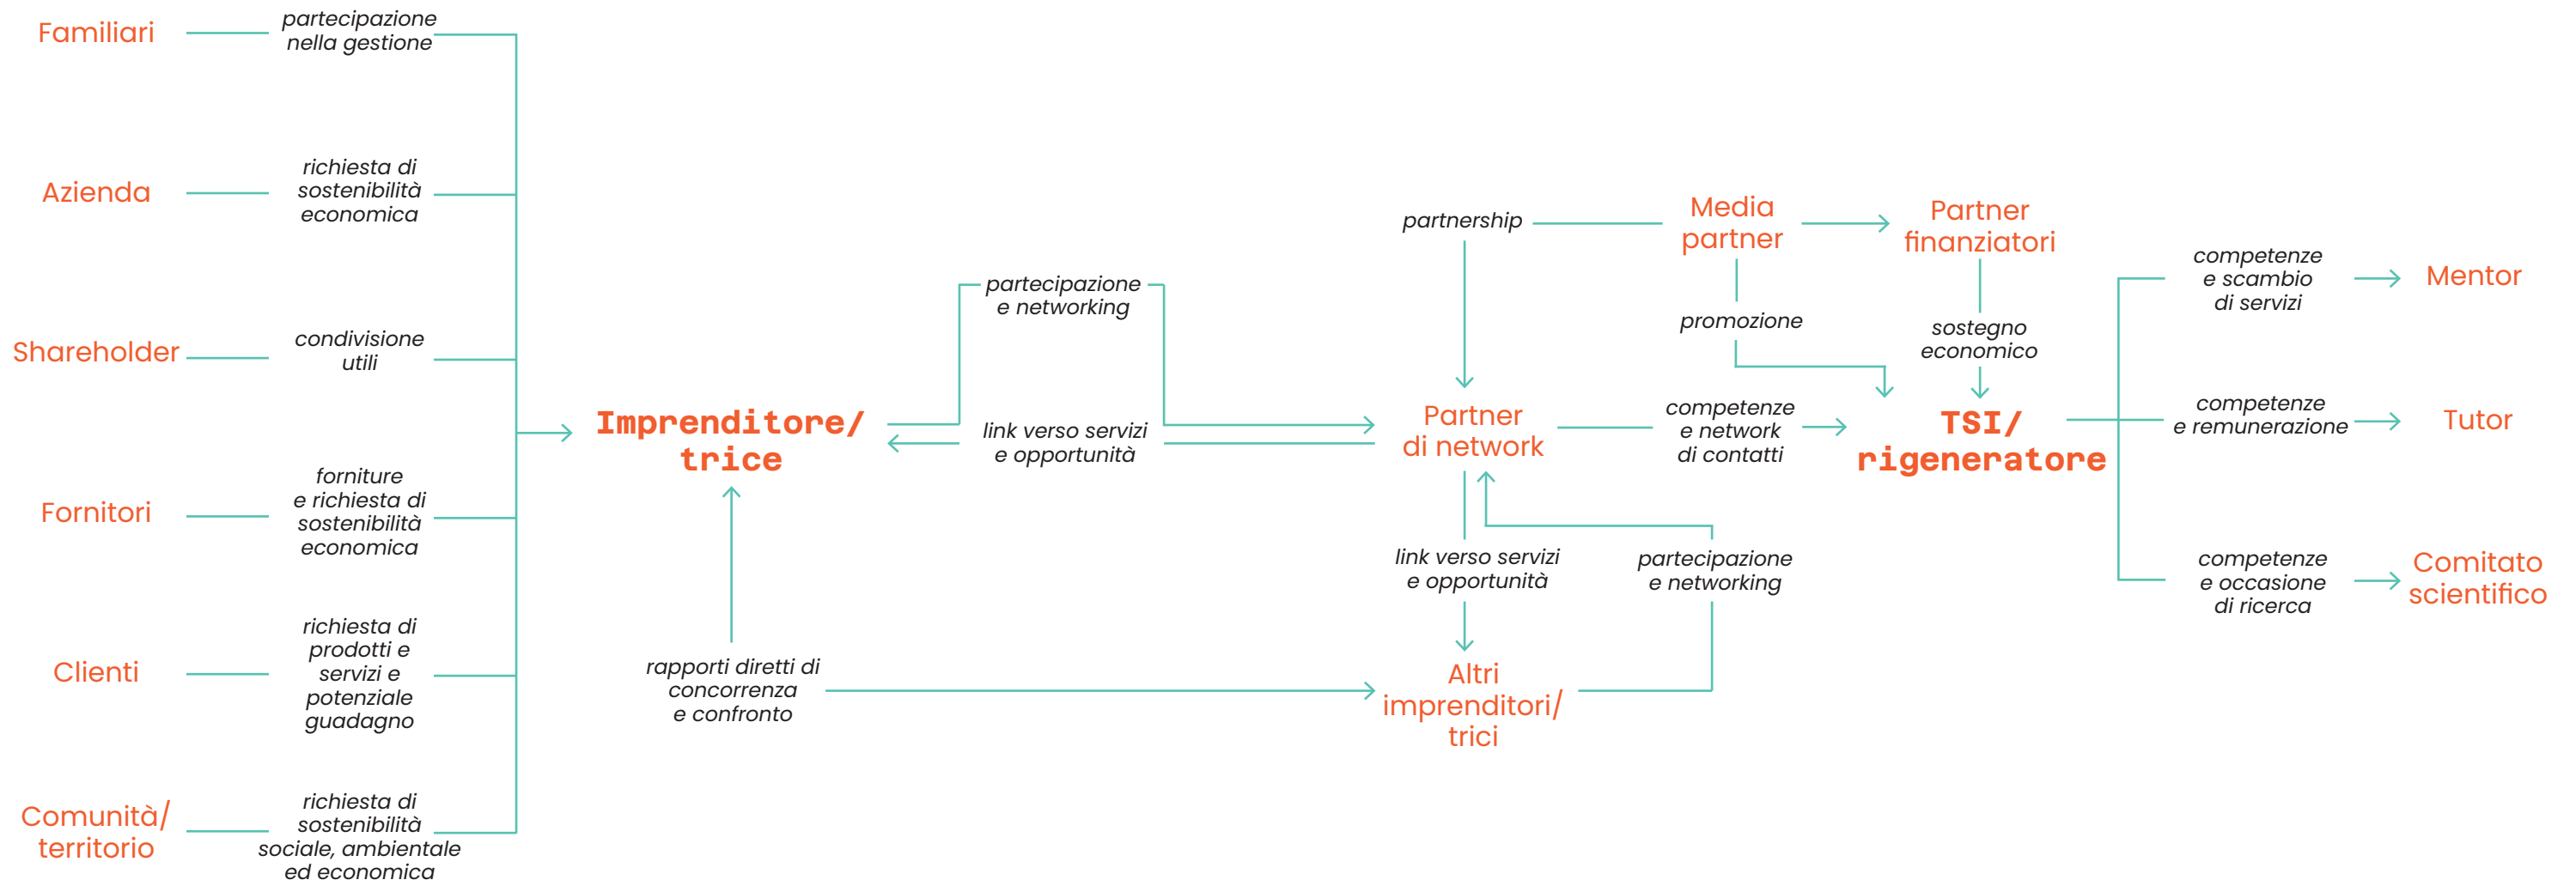 Familiari
partecipazione
nella gestione
Azienda
richiesta di
sostenibilità
economica
Shareholder
condivisione
utili
Fornitori
forniture
e richiesta di
sostenibilità
economica
Clienti
richiesta di
prodotti e
servizi e
potenziale
guadagno
Comunità/
territorio
richiesta di
sostenibilità
sociale, ambientale
ed economica
Imprenditore/
trice
partecipazione
e networking
link verso servizi
e opportunità
rapporti diretti di
concorrenza
e confronto
partnership
Partner
di network
link verso servizi
e opportunità
partecipazione
e networking
Altri
imprenditori/
trici
Media
partner
promozione
competenze
e network
di contatti
Partner
finanziatori
sostegno
economico
TSI/
rigeneratore
competenze
e scambio
di servizi
Mentor
competenze
e remunerazione
Tutor
competenze
e occasione
di ricerca
Comitato
scientifico